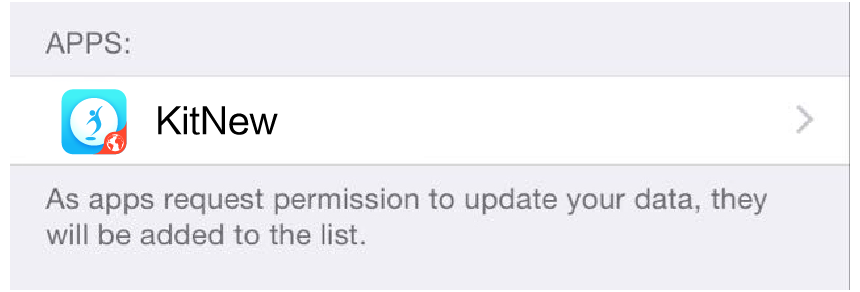 APPS:
KitNew
As apps request permission to update your data, they
will be added to the list.